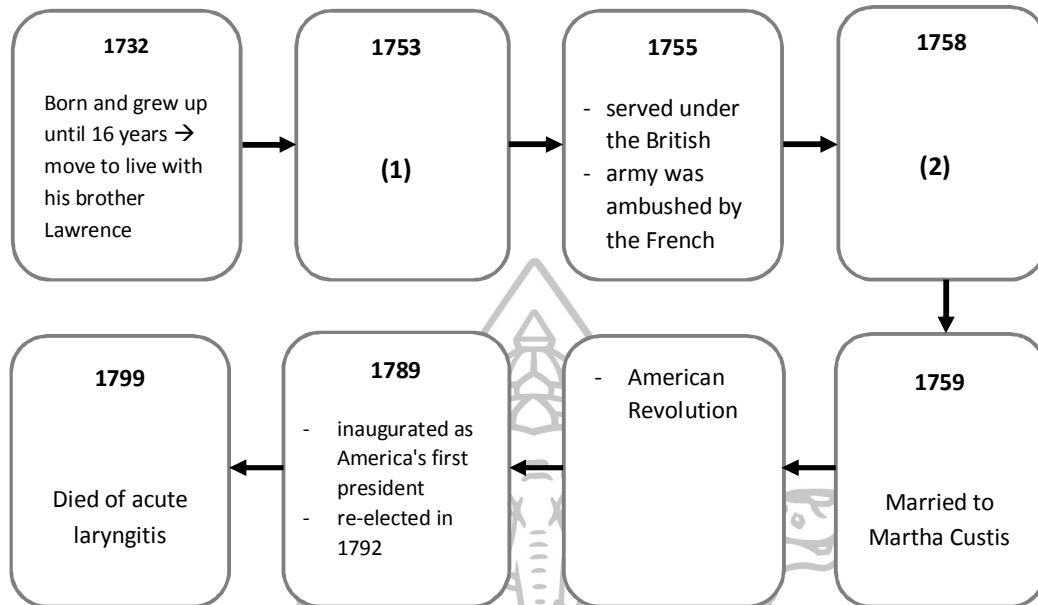 1732
Born and grew up
until 16 years →
move to live with
his brother
Lawrence
1753
(1)
1755
- served under
the British
- army was
ambushed by
the French
1758
(2)
1759
Married to
Martha Custis
- American
Revolution
1789
- inaugurated as
America's first
president
- re-elected in
1792
1799
Died of acute
laryngitis